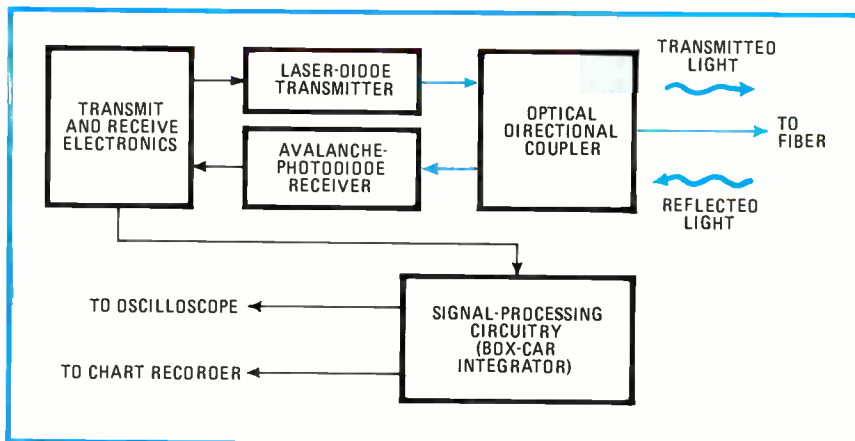 TRANSMIT
AND RECEIVE
ELECTRONICS
LASER-DIODE
TRANSMITTER
AVALANCHE-
PHOTODIODE
RECEIVER
OPTICAL
DIRECTIONAL
COUPLER
TRANSMITTED
LIGHT
TO
FIBER
REFLECTED
LIGHT
SIGNAL-PROCESSING
CIRCUITRY
(BOX-CAR
INTEGRATOR)
TO OSCILLOSCOPE
TO CHART RECORDER